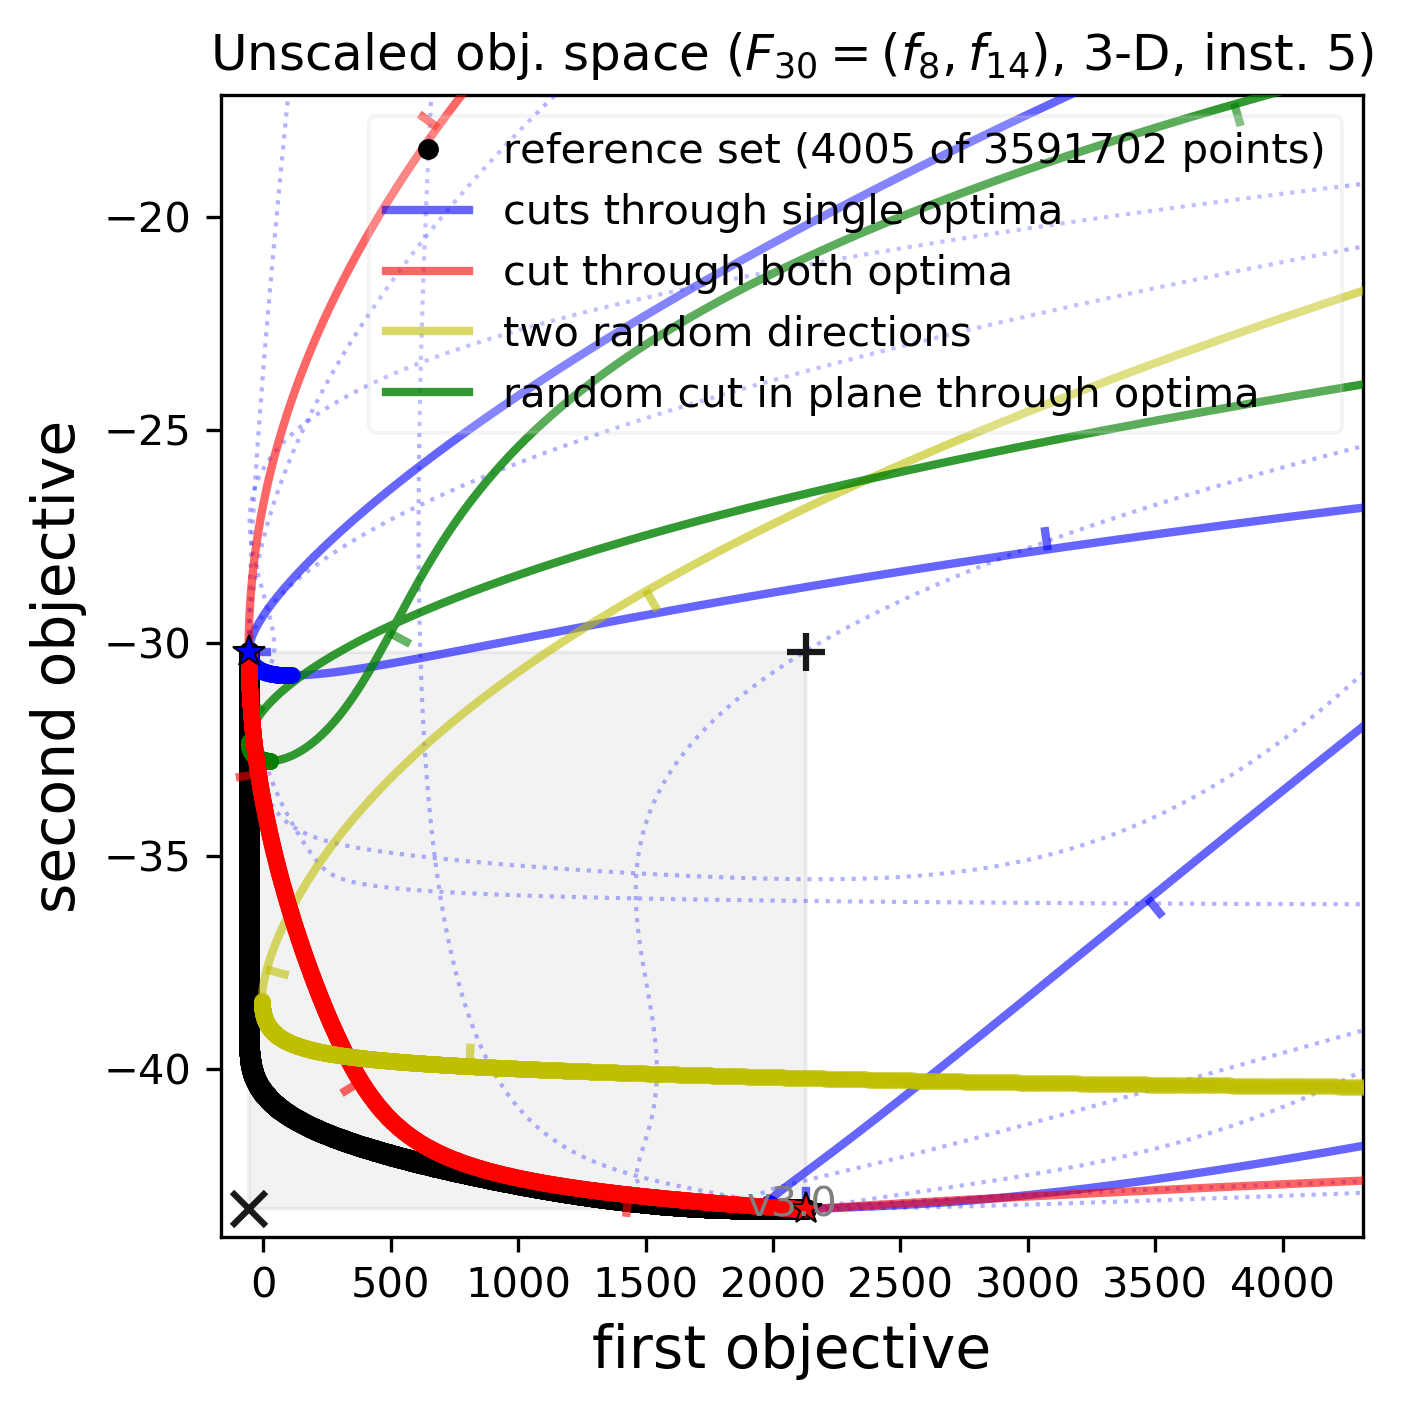 Unscaled obj. space (F₃₀ = (f₈, f₁₄), 3-D, inst. 5)
reference set (4005 of 3591702 points)
cuts through single optima
cut through both optima
two random directions
random cut in plane through optima
second objective
−20
−25
−30
−35
−40
v3.0
0 500 1000 1500 2000 2500 3000 3500 4000
first objective